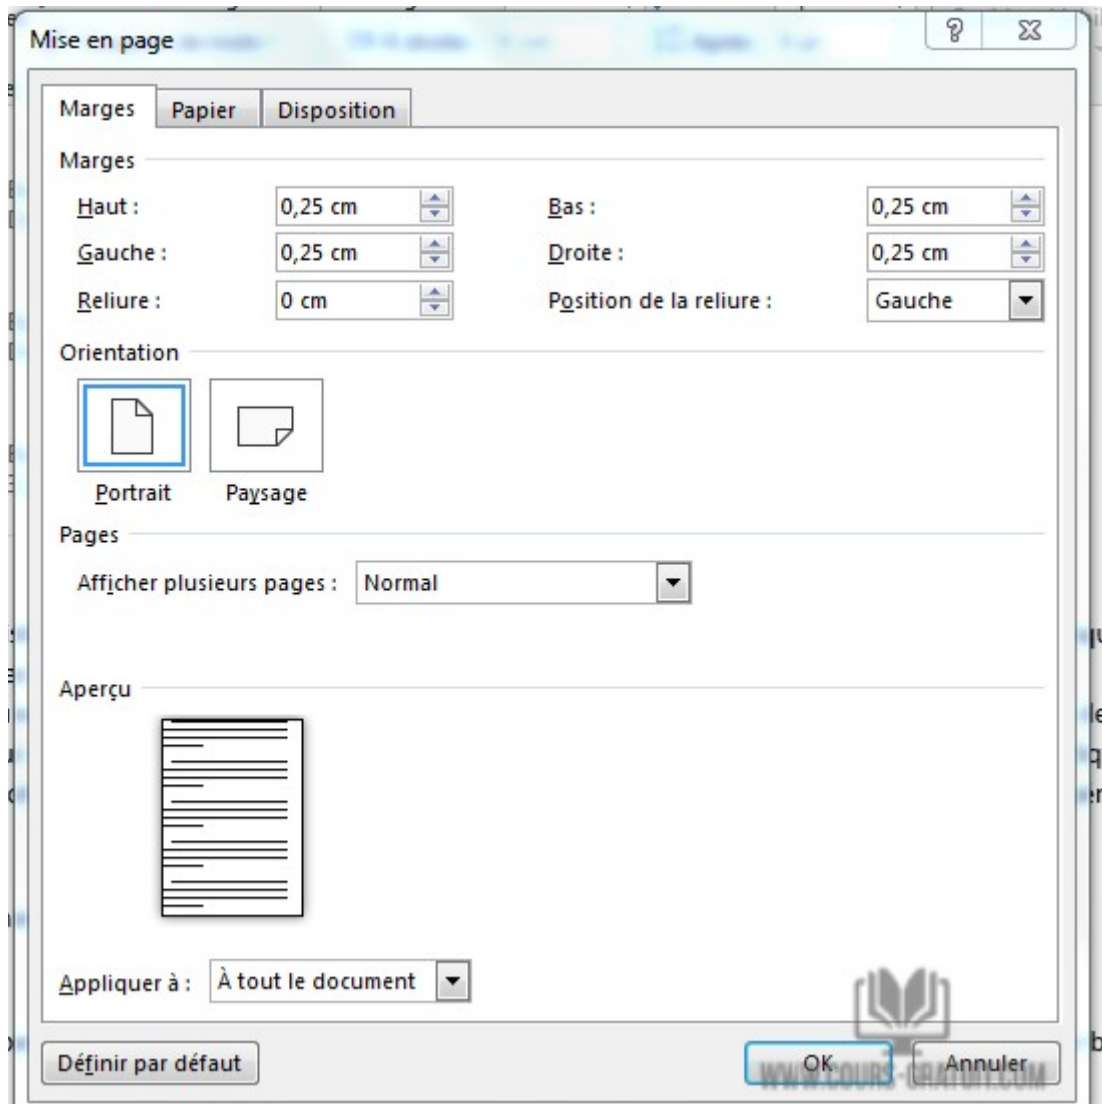 Mise en page
Marges Papier Disposition
Marges
Haut : 0,25 cm Bas : 0,25 cm
Gauche : 0,25 cm Droite : 0,25 cm
Reliure : 0 cm Position de la reliure : Gauche
Orientation
Portrait Paysage
Pages
Afficher plusieurs pages : Normal
Aperçu
Appliquer à : À tout le document
Définir par défaut OK Annuler
WWW.COURS-GRATUIT.COM